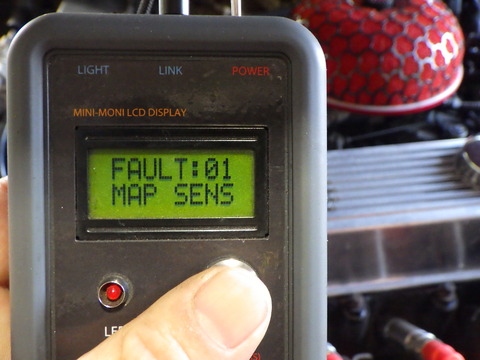 LIGHT LINK POWER
MINI-MONI LCD DISPLAY
FAULT:01
MAP SENS